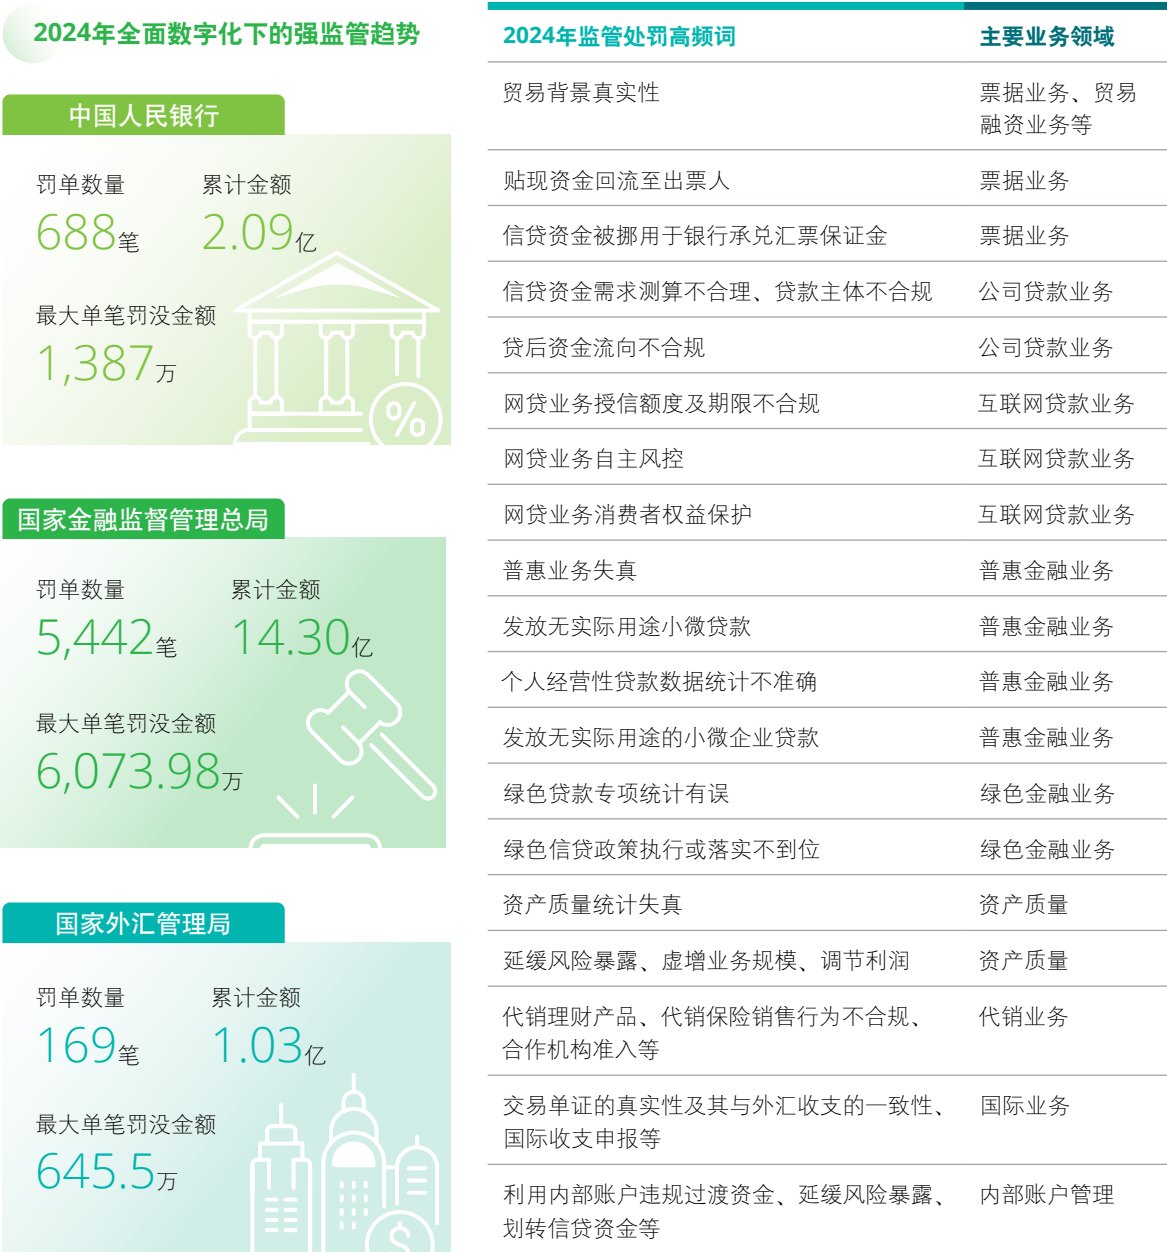 2024年全面数字化下的强监管趋势
中国人民银行
罚单数量 累计金额
688笔 2.09亿
最大单笔罚没金额
1,387万
%
国家金融监督管理总局
罚单数量 累计金额
5,442笔 14.30亿
最大单笔罚没金额
6,073.98万
国家外汇管理局
罚单数量 累计金额
169笔 1.03亿
最大单笔罚没金额
645.5万
$
2024年监管处罚高频词 主要业务领域
贸易背景真实性 票据业务、贸易
融资业务等
贴现资金回流至出票人 票据业务
信贷资金被挪用于银行承兑汇票保证金 票据业务
信贷资金需求测算不合理、贷款主体不合规 公司贷款业务
贷后资金流向不合规 公司贷款业务
网贷业务授信额度及期限不合规 互联网贷款业务
网贷业务自主风控 互联网贷款业务
网贷业务消费者权益保护 互联网贷款业务
普惠业务失真 普惠金融业务
发放无实际用途小微贷款 普惠金融业务
个人经营性贷款数据统计不准确 普惠金融业务
发放无实际用途的小微企业贷款 普惠金融业务
绿色贷款专项统计有误 绿色金融业务
绿色信贷政策执行或落实不到位 绿色金融业务
资产质量统计失真 资产质量
延缓风险暴露、虚增业务规模、调节利润 资产质量
代销理财产品、代销保险销售行为不合规、 代销业务
合作机构准入等
交易单证的真实性及其与外汇收支的一致性、 国际业务
国际收支申报等
利用内部账户违规过渡资金、延缓风险暴露、 内部账户管理
划转信贷资金等